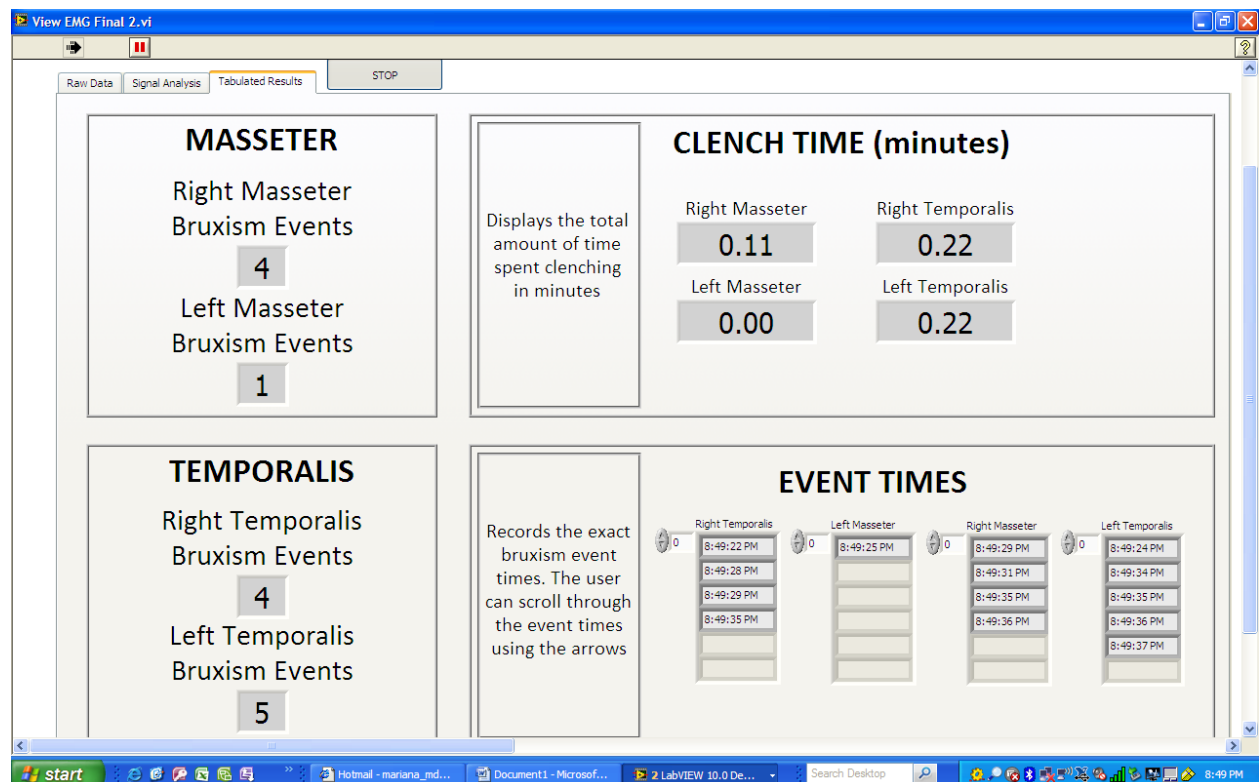 View EMG Final 2.vi
Raw Data
Signal Analysis
Tabulated Results
STOP
MASSETER
Right Masseter
Bruxism Events
4
Left Masseter
Bruxism Events
1
CLENCH TIME (minutes)
Displays the total
amount of time
spent clenching
in minutes
Right Masseter
Right Temporalis
0.11
0.22
Left Masseter
Left Temporalis
0.00
0.22
TEMPORALIS
Right Temporalis
Bruxism Events
4
Left Temporalis
Bruxism Events
5
EVENT TIMES
Records the exact
bruxism event
times. The user
can scroll through
the event times
using the arrows
Right Temporalis
0
8:49:22 PM
8:49:28 PM
8:49:29 PM
8:49:35 PM
Left Masseter
0
8:49:25 PM
Right Masseter
0
8:49:29 PM
8:49:31 PM
8:49:35 PM
8:49:36 PM
Left Temporalis
0
8:49:24 PM
8:49:34 PM
8:49:35 PM
8:49:36 PM
8:49:37 PM
start
Hotmail - mariana_md...
Document1 - Microsof...
2 LabVIEW 10.0 De...
Search Desktop
8:49 PM